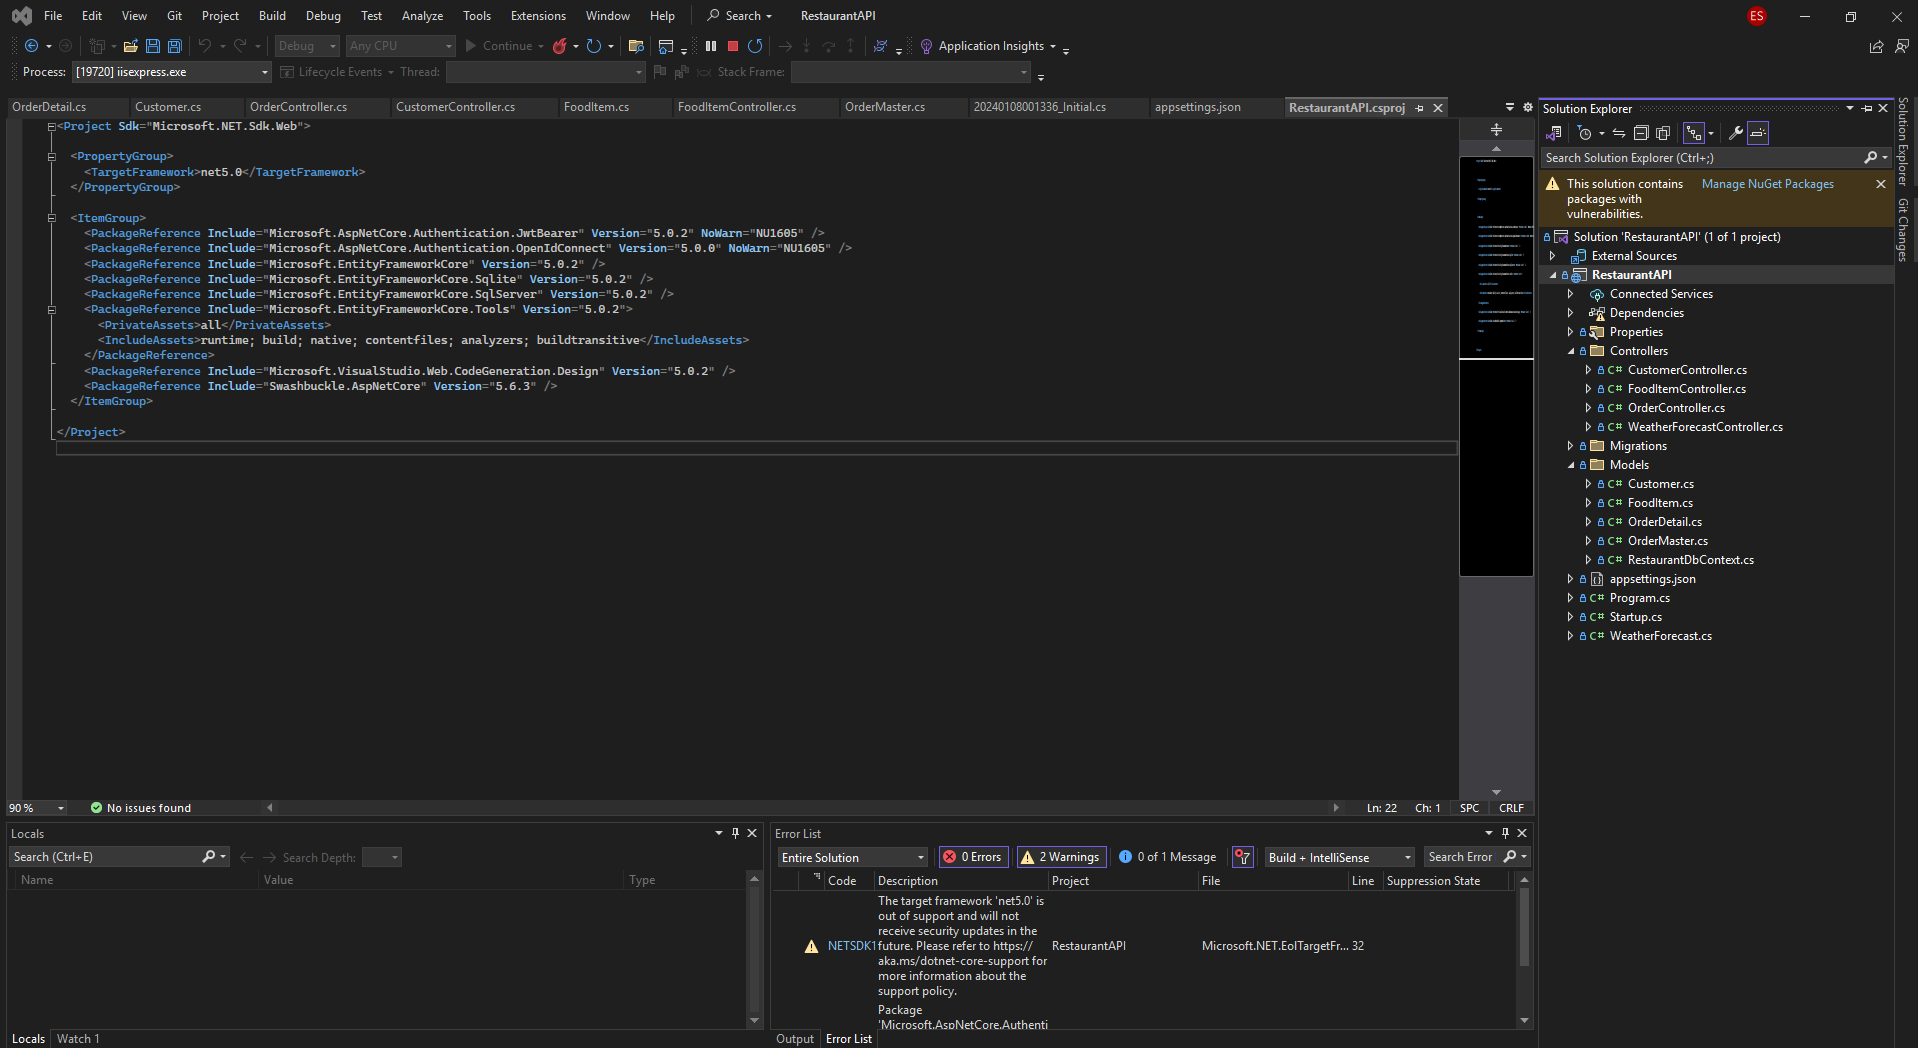 File Edit View Git Project Build Debug Test Analyze Tools Extensions Window Help Search RestaurantAPI ES
Debug Any CPU Continue Application Insights
Process: [19720] iisexpress.exe Lifecycle Events Thread: Stack Frame:
OrderDetail.cs Customer.cs OrderController.cs CustomerController.cs FoodItem.cs FoodItemController.cs OrderMaster.cs 20240108001336_Initial.cs appsettings.json RestaurantAPI.csproj
<Project Sdk="Microsoft.NET.Sdk.Web">
<PropertyGroup>
<TargetFramework>net5.0</TargetFramework>
</PropertyGroup>
<ItemGroup>
<PackageReference Include="Microsoft.AspNetCore.Authentication.JwtBearer" Version="5.0.2" NoWarn="NU1605" />
<PackageReference Include="Microsoft.AspNetCore.Authentication.OpenIdConnect" Version="5.0.0" NoWarn="NU1605" />
<PackageReference Include="Microsoft.EntityFrameworkCore" Version="5.0.2" />
<PackageReference Include="Microsoft.EntityFrameworkCore.Sqlite" Version="5.0.2" />
<PackageReference Include="Microsoft.EntityFrameworkCore.SqlServer" Version="5.0.2" />
<PackageReference Include="Microsoft.EntityFrameworkCore.Tools" Version="5.0.2">
<PrivateAssets>all</PrivateAssets>
<IncludeAssets>runtime; build; native; contentfiles; analyzers; buildtransitive</IncludeAssets>
</PackageReference>
<PackageReference Include="Microsoft.VisualStudio.Web.CodeGeneration.Design" Version="5.0.2" />
<PackageReference Include="Swashbuckle.AspNetCore" Version="5.6.3" />
</ItemGroup>
</Project>
90 % No issues found Ln: 22 Ch: 1 SPC CRLF
Locals
Search (Ctrl+E) Search Depth:
Name Value Type
Locals Watch 1
Error List
Entire Solution 0 Errors 2 Warnings 0 of 1 Message Build + IntelliSense Search Error
Code Description Project File Line Suppression State
The target framework 'net5.0' is
out of support and will not
receive security updates in the
NETSDK1 future. Please refer to https:// RestaurantAPI Microsoft.NET.EolTargetFr... 32
aka.ms/dotnet-core-support for
more information about the
support policy.
Package
'Microsoft.AspNetCore.Authenti
Output Error List
Solution Explorer
Search Solution Explorer (Ctrl+;)
This solution contains Manage NuGet Packages
packages with
vulnerabilities.
Solution 'RestaurantAPI' (1 of 1 project)
External Sources
RestaurantAPI
Connected Services
Dependencies
Properties
Controllers
C# CustomerController.cs
C# FoodItemController.cs
C# OrderController.cs
C# WeatherForecastController.cs
Migrations
Models
C# Customer.cs
C# FoodItem.cs
C# OrderDetail.cs
C# OrderMaster.cs
C# RestaurantDbContext.cs
appsettings.json
C# Program.cs
C# Startup.cs
C# WeatherForecast.cs
Solution Explorer
Git Changes